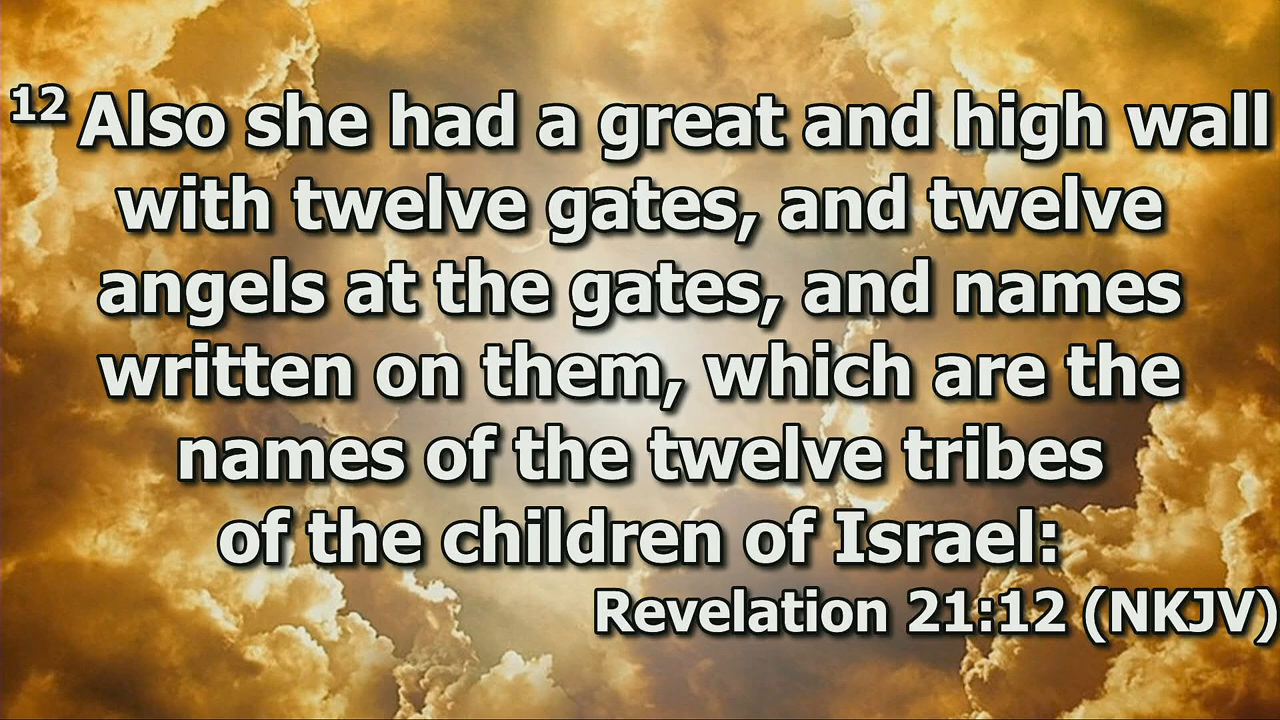 12 Also she had a great and high wall
with twelve gates, and twelve
angels at the gates, and names
written on them, which are the
names of the twelve tribes
of the children of Israel:
Revelation 21:12 (NKJV)